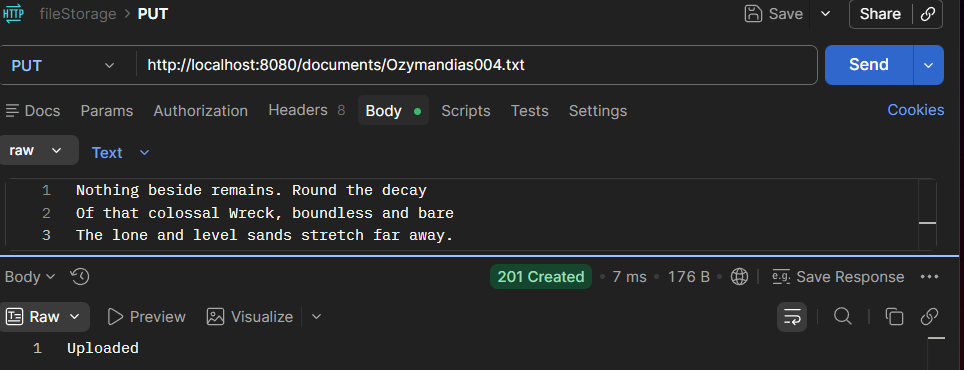 HTTP fileStorage > PUT Save Share
PUT http://localhost:8080/documents/Ozymandias004.txt Send
Docs Params Authorization Headers 8 Body Scripts Tests Settings Cookies
raw Text
1 Nothing beside remains. Round the decay
2 Of that colossal Wreck, boundless and bare
3 The lone and level sands stretch far away.
Body 201 Created • 7 ms • 176 B e.g. Save Response
Raw Preview Visualize
1 Uploaded